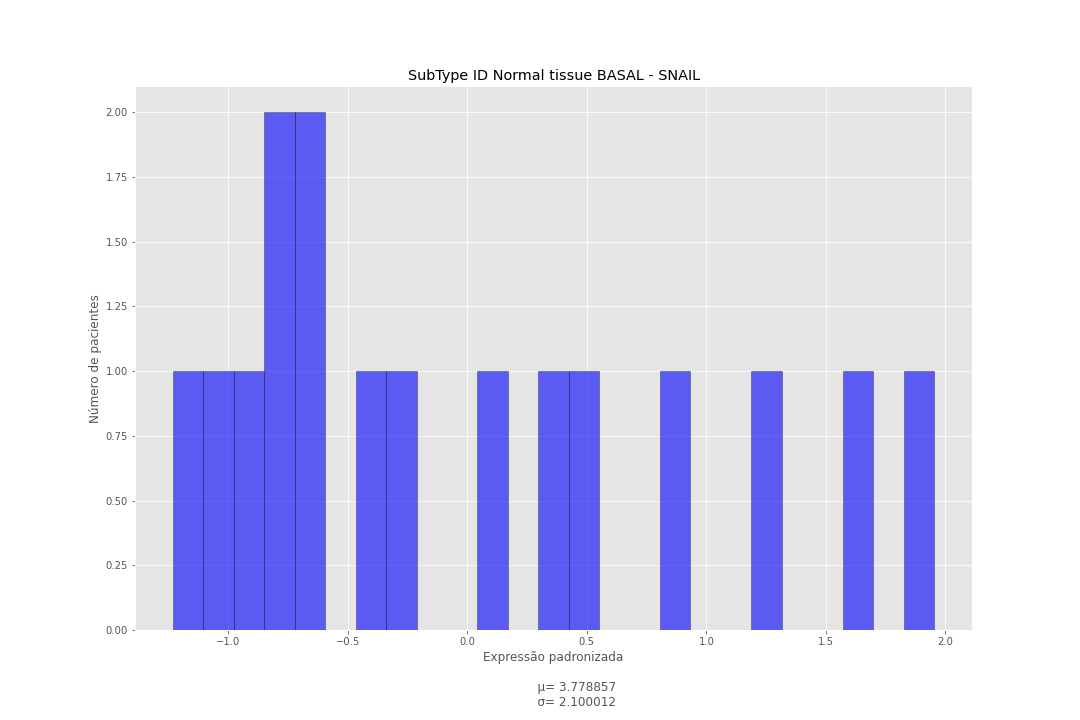 SubType ID Normal tissue BASAL - SNAIL
2.00
1.75
1.50
1.25
1.00
0.75
0.50
0.25
0.00
Número de pacientes
−1.0 −0.5 0.0 0.5 1.0 1.5 2.0
Expressão padronizada
μ= 3.778857
σ= 2.100012